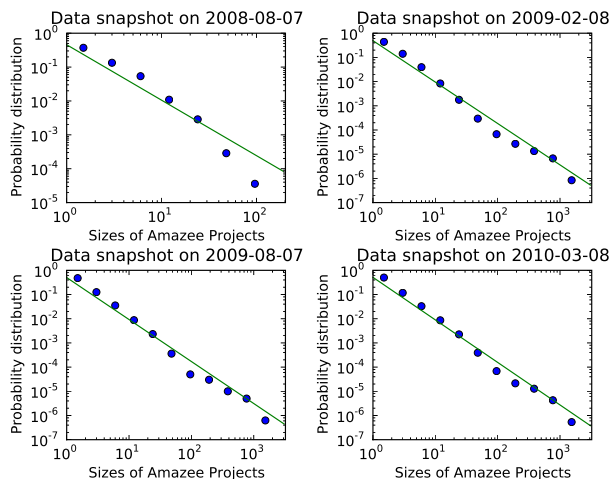 Data snapshot on 2008-08-07
Data snapshot on 2009-02-08
10^0
10^-1
10^-2
10^-3
10^-4
10^-5
Probability distribution
10^0 10^1 10^2
Sizes of Amazee Projects
10^0
10^-1
10^-2
10^-3
10^-4
10^-5
10^-6
10^-7
Probability distribution
10^0 10^1 10^2 10^3
Sizes of Amazee Projects
Data snapshot on 2009-08-07
Data snapshot on 2010-03-08
10^0
10^-1
10^-2
10^-3
10^-4
10^-5
10^-6
10^-7
Probability distribution
10^0 10^1 10^2 10^3
Sizes of Amazee Projects
10^0
10^-1
10^-2
10^-3
10^-4
10^-5
10^-6
10^-7
Probability distribution
10^0 10^1 10^2 10^3
Sizes of Amazee Projects